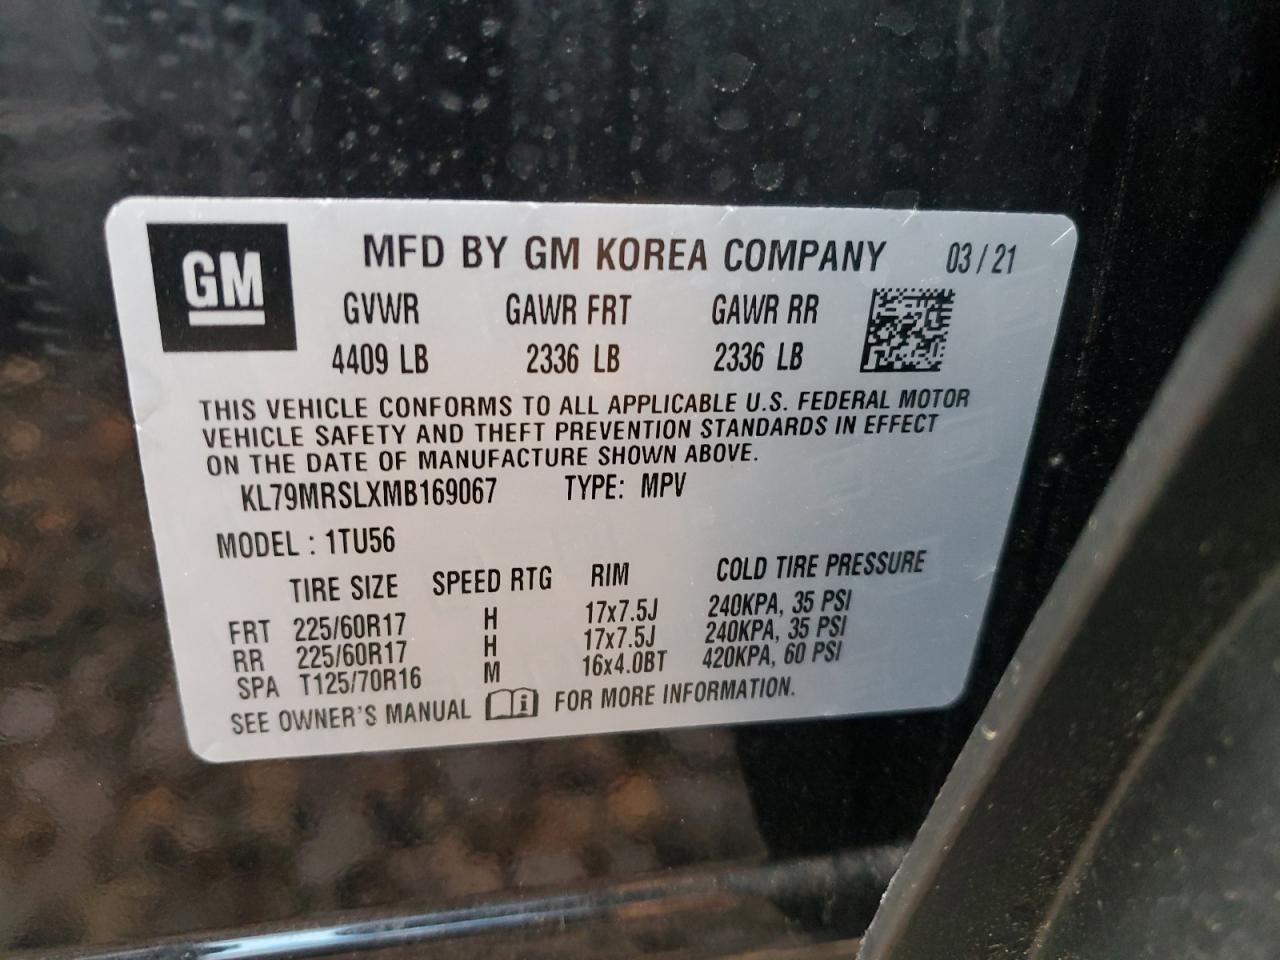 GM
MFD BY GM KOREA COMPANY 03/21
GVWR GAWR FRT GAWR RR
4409 LB 2336 LB 2336 LB
THIS VEHICLE CONFORMS TO ALL APPLICABLE U.S. FEDERAL MOTOR
VEHICLE SAFETY AND THEFT PREVENTION STANDARDS IN EFFECT
ON THE DATE OF MANUFACTURE SHOWN ABOVE.
KL79MRSLXMB169067 TYPE: MPV
MODEL : 1TU56
TIRE SIZE SPEED RTG RIM COLD TIRE PRESSURE
FRT 225/60R17 H 17x7.5J 240KPA, 35 PSI
RR 225/60R17 H 17x7.5J 240KPA, 35 PSI
SPA T125/70R16 M 16x4.0BT 420KPA, 60 PSI
SEE OWNER'S MANUAL i FOR MORE INFORMATION.